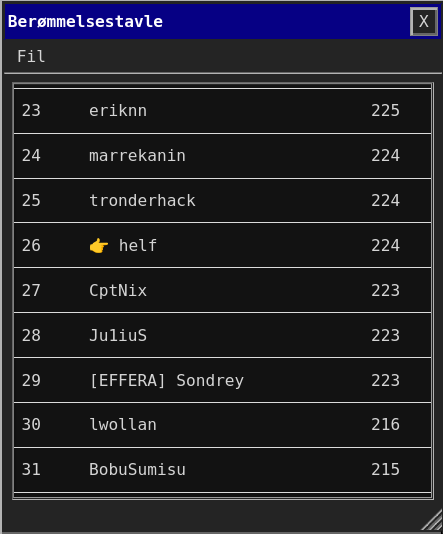 Berømmelsestavle X
Fil
23 eriknn 225
24 marrekanin 224
25 tronderhack 224
26 👉 helf 224
27 CptNix 223
28 Ju1iuS 223
29 [EFFERA] Sondrey 223
30 lwollan 216
31 BobuSumisu 215